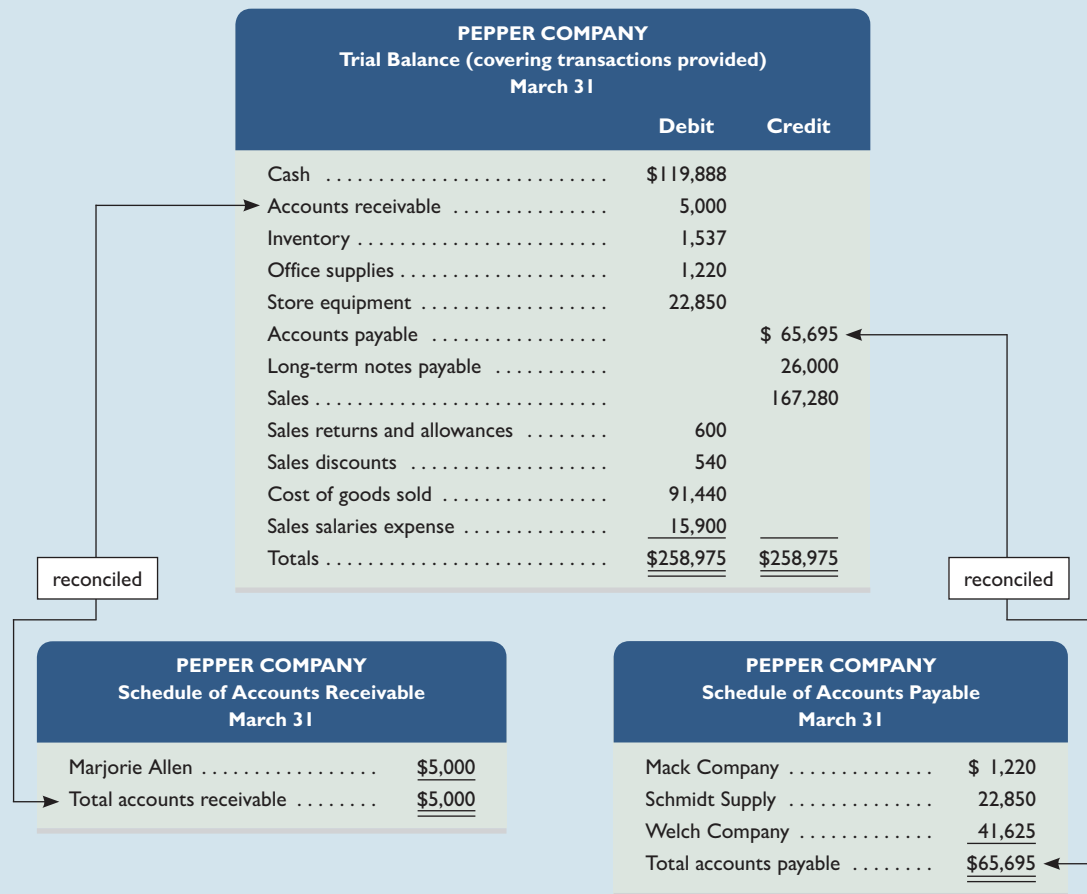 PEPPER COMPANY
Trial Balance (covering transactions provided)
March 31
Debit Credit
Cash . . . . . . . . . . . . . . . . . . . . . . . . . . . $119,888
Accounts receivable . . . . . . . . . . . . . . . 5,000
Inventory . . . . . . . . . . . . . . . . . . . . . . . . 1,537
Office supplies . . . . . . . . . . . . . . . . . . . . 1,220
Store equipment . . . . . . . . . . . . . . . . . . 22,850
Accounts payable . . . . . . . . . . . . . . . . . $ 65,695
Long-term notes payable . . . . . . . . . . . 26,000
Sales . . . . . . . . . . . . . . . . . . . . . . . . . . . . 167,280
Sales returns and allowances . . . . . . . . 600
Sales discounts . . . . . . . . . . . . . . . . . . . 540
Cost of goods sold . . . . . . . . . . . . . . . . 91,440
Sales salaries expense . . . . . . . . . . . . . . 15,900
Totals . . . . . . . . . . . . . . . . . . . . . . . . . . . $258,975 $258,975
reconciled
reconciled
PEPPER COMPANY
Schedule of Accounts Receivable
March 31
Marjorie Allen . . . . . . . . . . . . . . . . . $5,000
Total accounts receivable . . . . . . . . $5,000
PEPPER COMPANY
Schedule of Accounts Payable
March 31
Mack Company . . . . . . . . . . . . . . $ 1,220
Schmidt Supply . . . . . . . . . . . . . . 22,850
Welch Company . . . . . . . . . . . . . 41,625
Total accounts payable . . . . . . . . $65,695